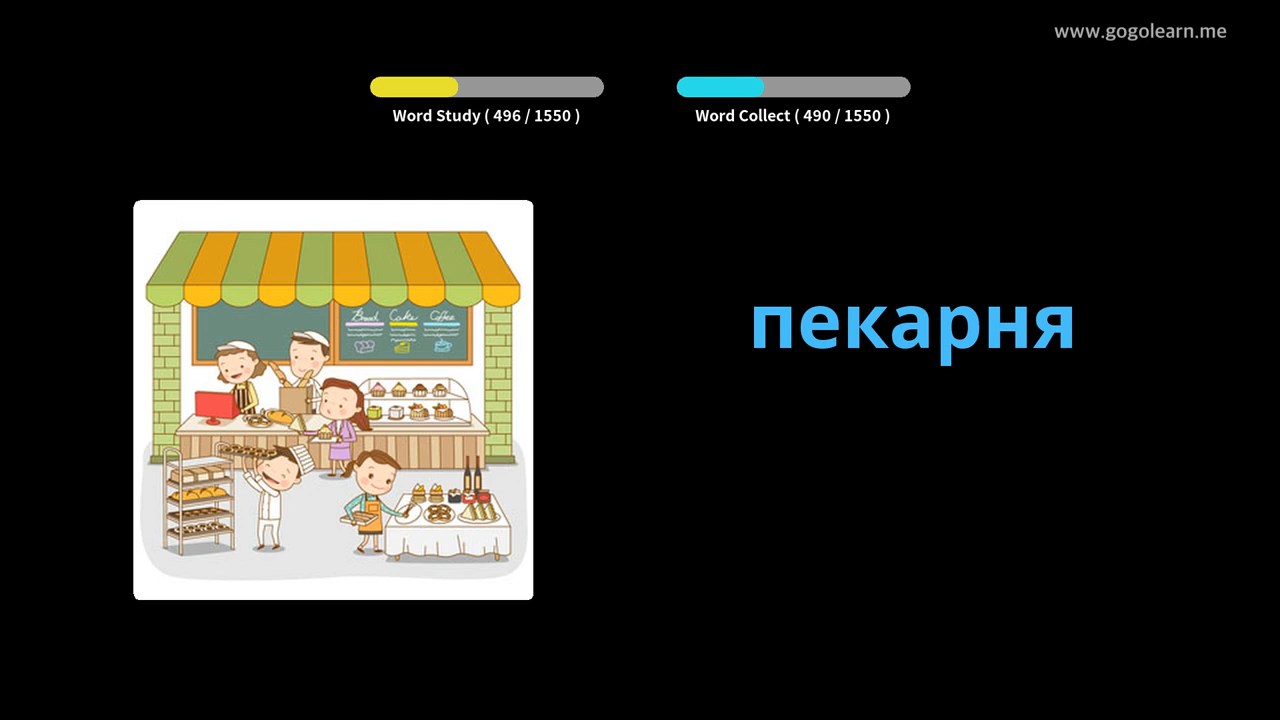 www.gogolearn.me
Word Study ( 496 / 1550 )
Word Collect ( 490 / 1550 )
Bread Cake Coffee
пекарня